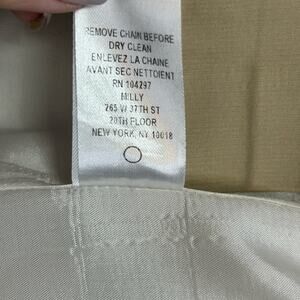 REMOVE CHAIN BEFORE
DRY CLEAN
ENLEVEZ LA CHAINE
AVANT SEC NETTOIENT
RN 104297
MILLY
265 W 37TH ST
20TH FLOOR
NEW YORK, NY 10018